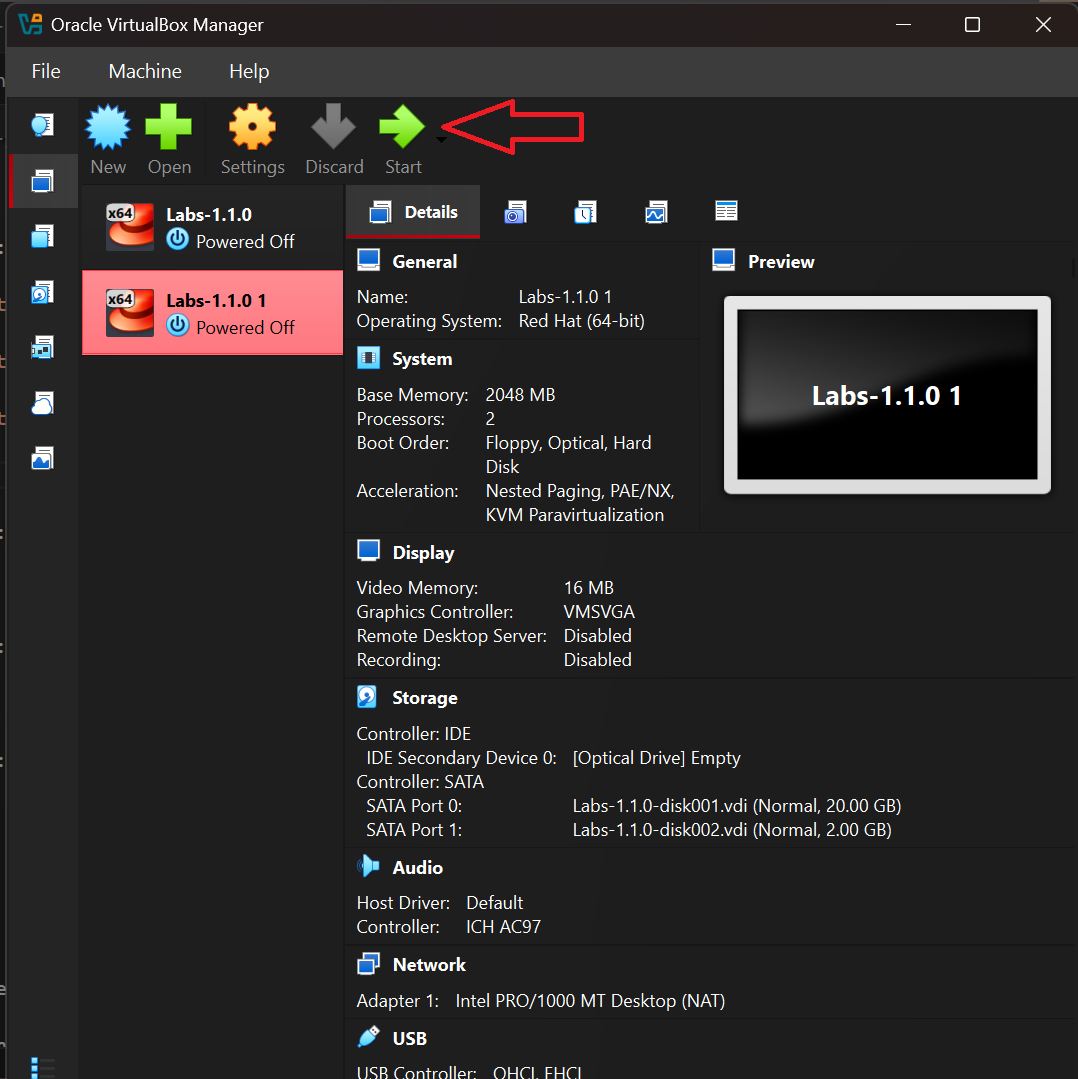 Oracle VirtualBox Manager
File Machine Help
New Open Settings Discard Start
x64 Labs-1.1.0
Powered Off
x64 Labs-1.1.0 1
Powered Off
Details
General
Name: Labs-1.1.0 1
Operating System: Red Hat (64-bit)
Preview
Labs-1.1.0 1
System
Base Memory: 2048 MB
Processors: 2
Boot Order: Floppy, Optical, Hard
Disk
Acceleration: Nested Paging, PAE/NX,
KVM Paravirtualization
Display
Video Memory: 16 MB
Graphics Controller: VMSVGA
Remote Desktop Server: Disabled
Recording: Disabled
Storage
Controller: IDE
IDE Secondary Device 0: [Optical Drive] Empty
Controller: SATA
SATA Port 0: Labs-1.1.0-disk001.vdi (Normal, 20.00 GB)
SATA Port 1: Labs-1.1.0-disk002.vdi (Normal, 2.00 GB)
Audio
Host Driver: Default
Controller: ICH AC97
Network
Adapter 1: Intel PRO/1000 MT Desktop (NAT)
USB
USB Controller: OHCI, EHCI